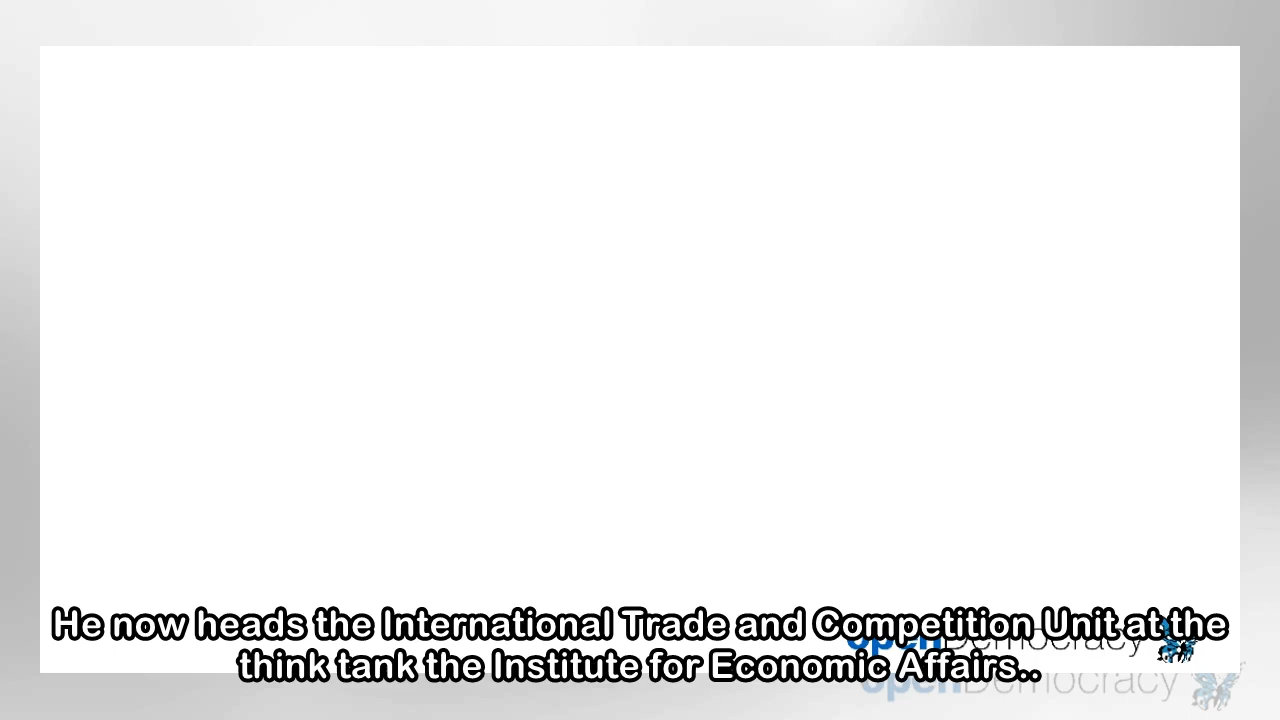 He now heads the International Trade and Competition Unit at the
think tank the Institute for Economic Affairs..
openDemocracy
openDemocracy